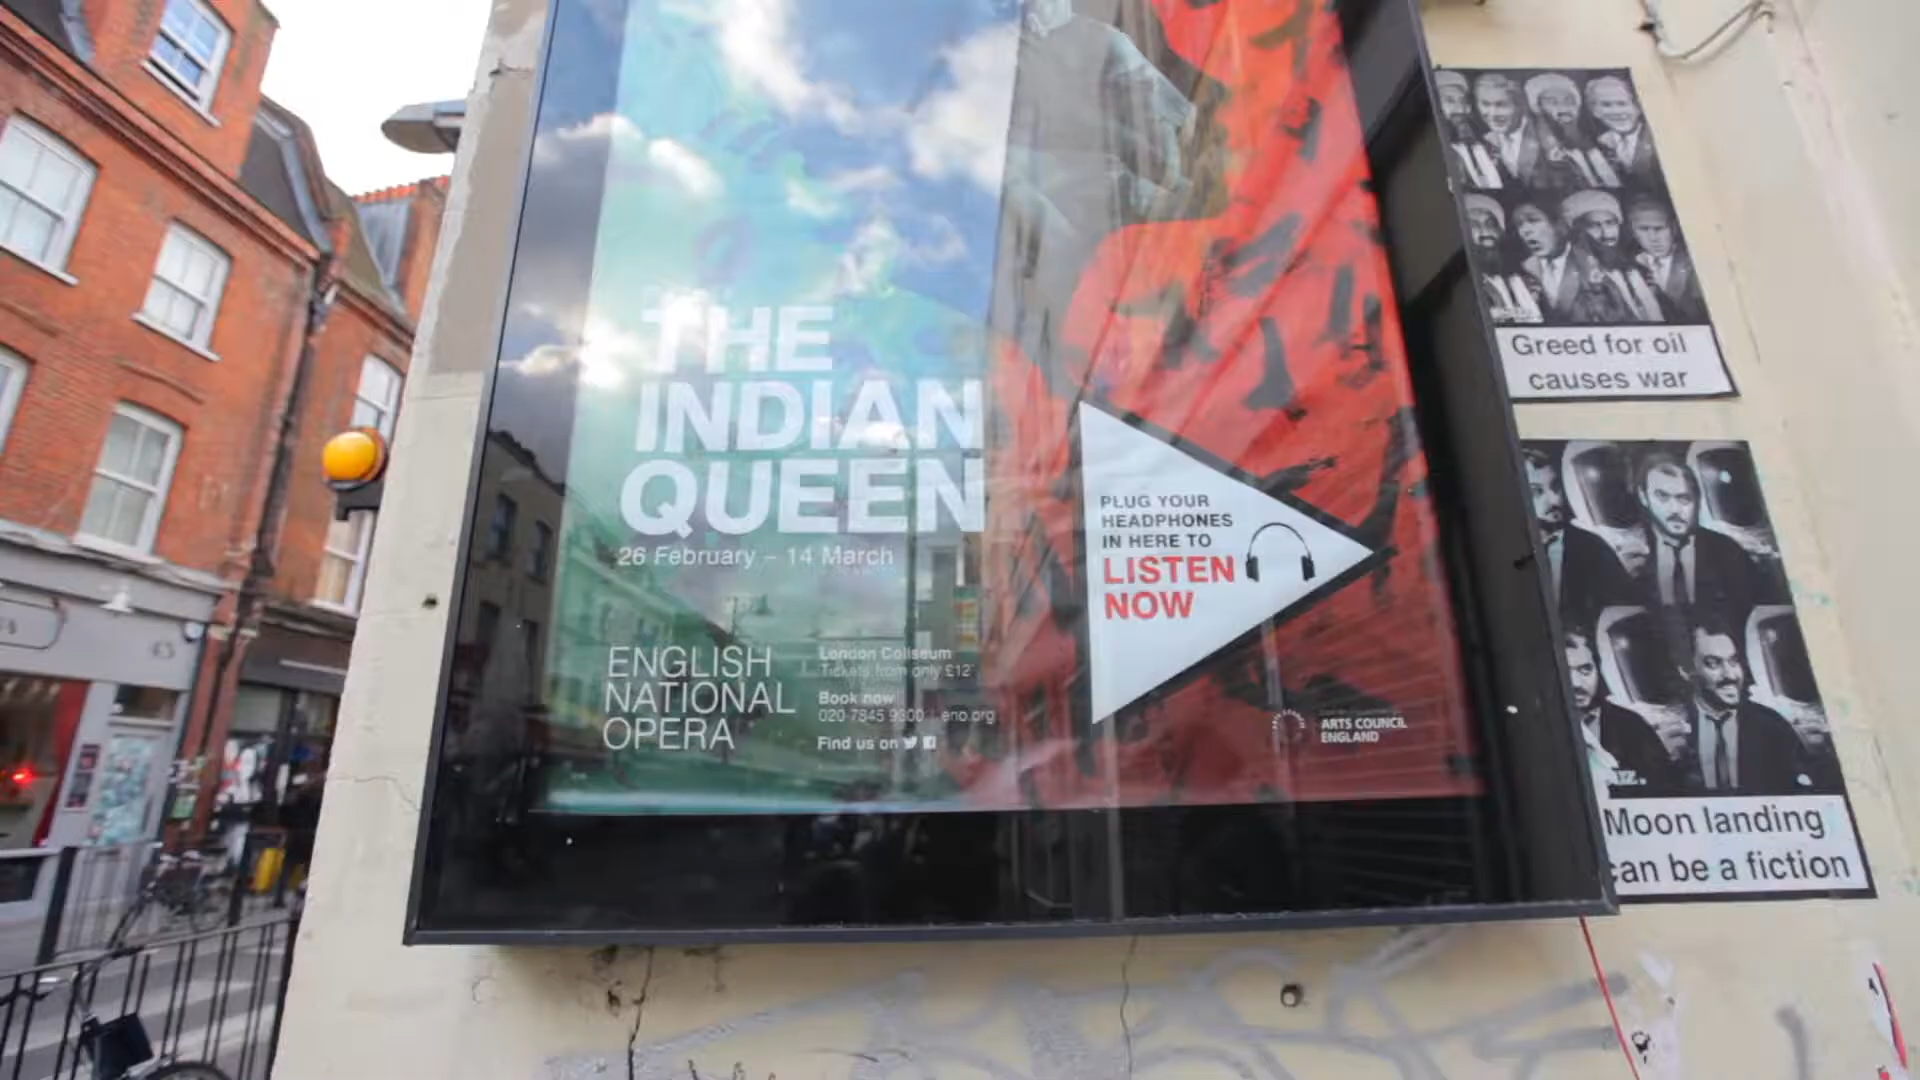 THE
INDIAN
QUEEN
26 February – 14 March
ENGLISH
NATIONAL
OPERA
London Coliseum
Tickets from only £12
Book now
020 7845 9300 | eno.org
Find us on
PLUG YOUR
HEADPHONES
IN HERE TO
LISTEN
NOW
ARTS COUNCIL
ENGLAND
Greed for oil
causes war
Moon landing
can be a fiction